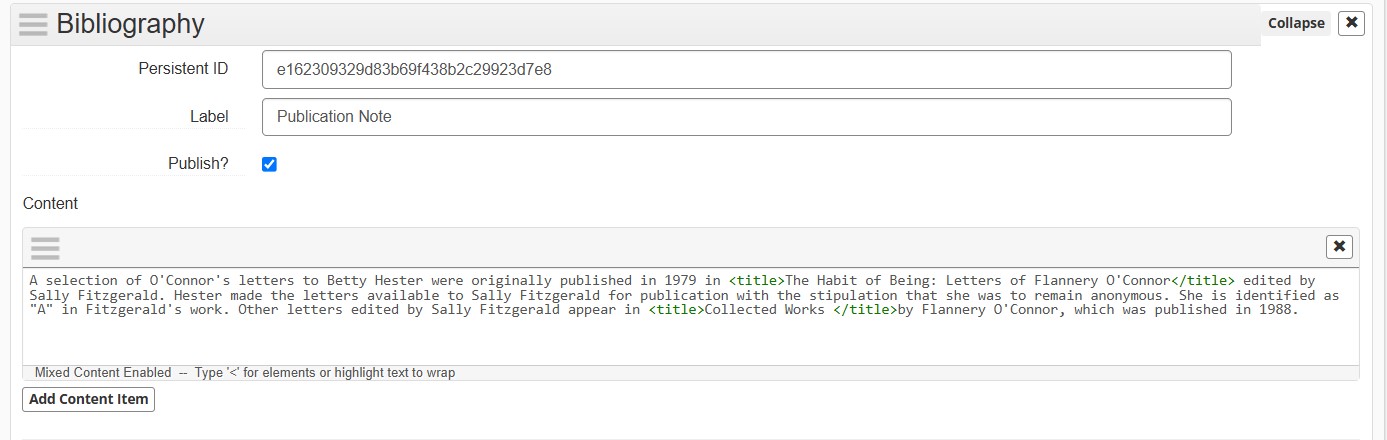 Bibliography
Collapse ✖
Persistent ID e162309329d83b69f438b2c29923d7e8
Label Publication Note
Publish?
Content
✖
A selection of O'Connor's letters to Betty Hester were originally published in 1979 in <title>The Habit of Being: Letters of Flannery O'Connor</title> edited by
Sally Fitzgerald. Hester made the letters available to Sally Fitzgerald for publication with the stipulation that she was to remain anonymous. She is identified as
"A" in Fitzgerald's work. Other letters edited by Sally Fitzgerald appear in <title>Collected Works </title>by Flannery O'Connor, which was published in 1988.
Mixed Content Enabled -- Type '<' for elements or highlight text to wrap
Add Content Item